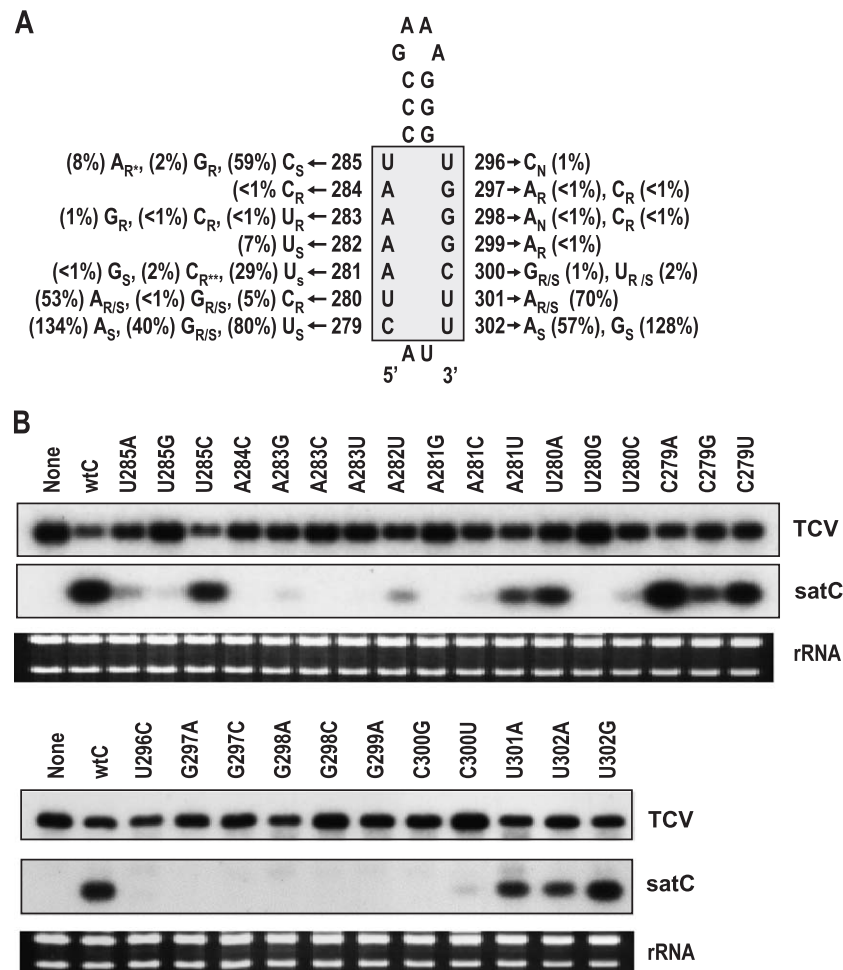 A
A A
G A
C G
C G
C G
(8%) A_R*, (2%) G_R, (59%) C_S ← 285 U U 296 → C_N (1%)
(<1% C_R ← 284 A G 297 → A_R (<1%), C_R (<1%)
(1%) G_R, (<1%) C_R, (<1%) U_R ← 283 A G 298 → A_N (<1%), C_R (<1%)
(7%) U_S ← 282 A G 299 → A_R (<1%)
(<1%) G_S, (2%) C_R**, (29%) U_s ← 281 A C 300 → G_R/S (1%), U_R/S (2%)
(53%) A_R/S, (<1%) G_R/S, (5%) C_R ← 280 U U 301 → A_R/S (70%)
(134%) A_S, (40%) G_R/S, (80%) U_S ← 279 C U 302 → A_S (57%), G_S (128%)
A U
5' 3'
B
None wtC U285A U285G U285C A284C A283G A283C A283U A282U A281G A281C A281U U280A U280G U280C C279A C279G C279U
TCV
satC
rRNA
None wtC U296C G297A G297C G298A G298C G299A C300G C300U U301A U302A U302G
TCV
satC
rRNA